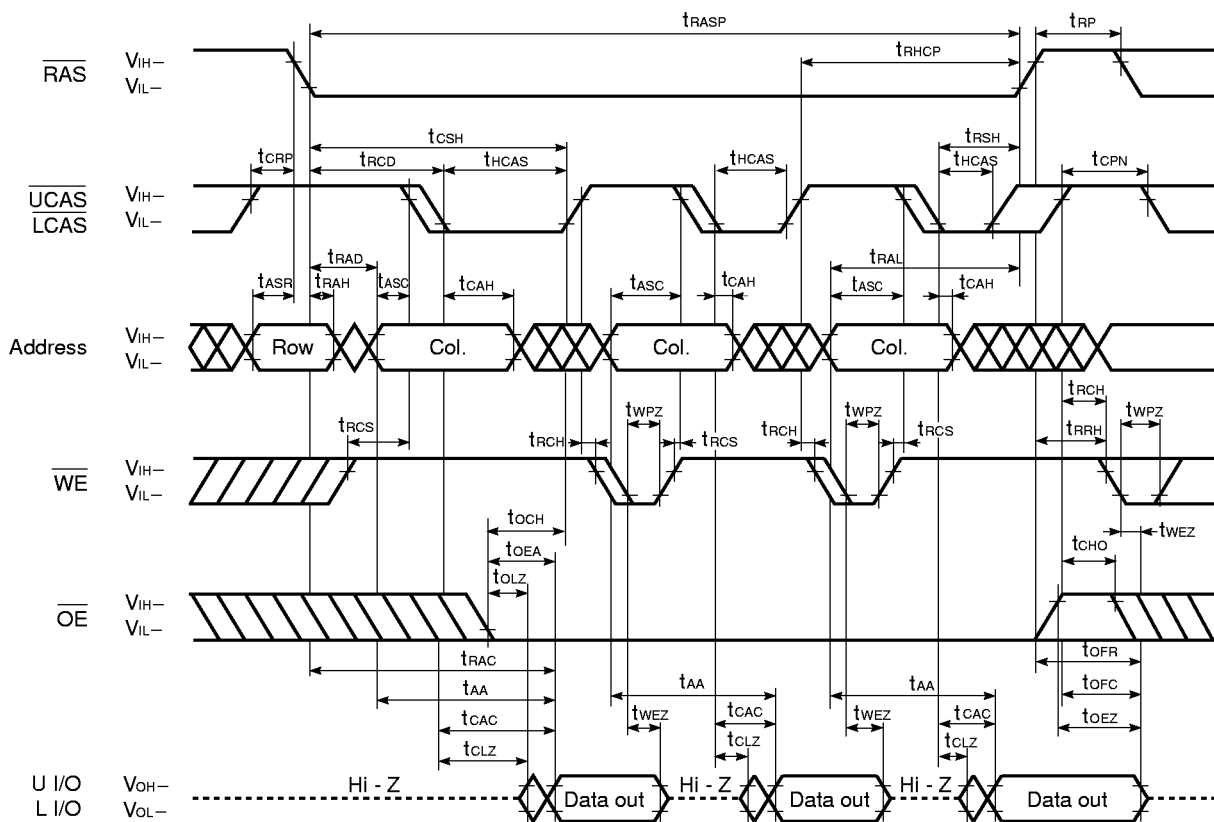 tRASP tRP
tRHCP
RAS VIH–
VIL–
tCSH tRSH
tCRP tRCD tHCAS tHCAS tHCAS tCPN
UCAS VIH–
LCAS VIL–
tRAD tRAL
tASR tRAH tASC tCAH tASC tCAH tASC tCAH
Address VIH– Row Col. Col. Col.
VIL–
tRCH
tRCS tWPZ tWPZ tWPZ
tRCH tRCS tRCH tRCS tRRH
WE VIH–
VIL–
tOCH tWEZ
tOEA tCHO
tOLZ
OE VIH–
VIL–
tRAC tOFR
tAA tAA tAA tOFC
tCAC tWEZ tCAC tWEZ tCAC tOEZ
tCLZ tCLZ tCLZ
U I/O VOH– Hi - Z Hi - Z Hi - Z
L I/O VOL– Data out Data out Data out